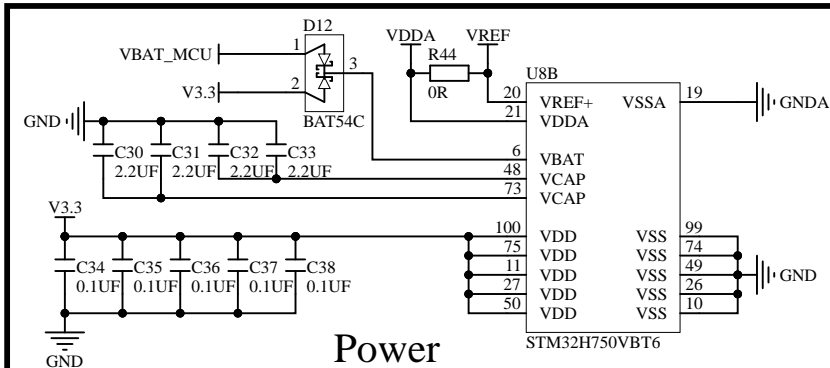 D12
VDDA
VREF
VBAT_MCU
1
R44
3
U8B
V3.3
2
0R
20
VREF+
VSSA
19
GNDA
21
VDDA
GND
BAT54C
6
VBAT
C30
C31
C32
C33
48
VCAP
2.2UF
2.2UF
2.2UF
2.2UF
73
VCAP
V3.3
100
VDD
VSS
99
75
VDD
VSS
74
C34
C35
C36
C37
C38
11
VDD
VSS
49
GND
0.1UF
0.1UF
0.1UF
0.1UF
0.1UF
27
VDD
VSS
26
50
VDD
VSS
10
GND
Power
STM32H750VBT6